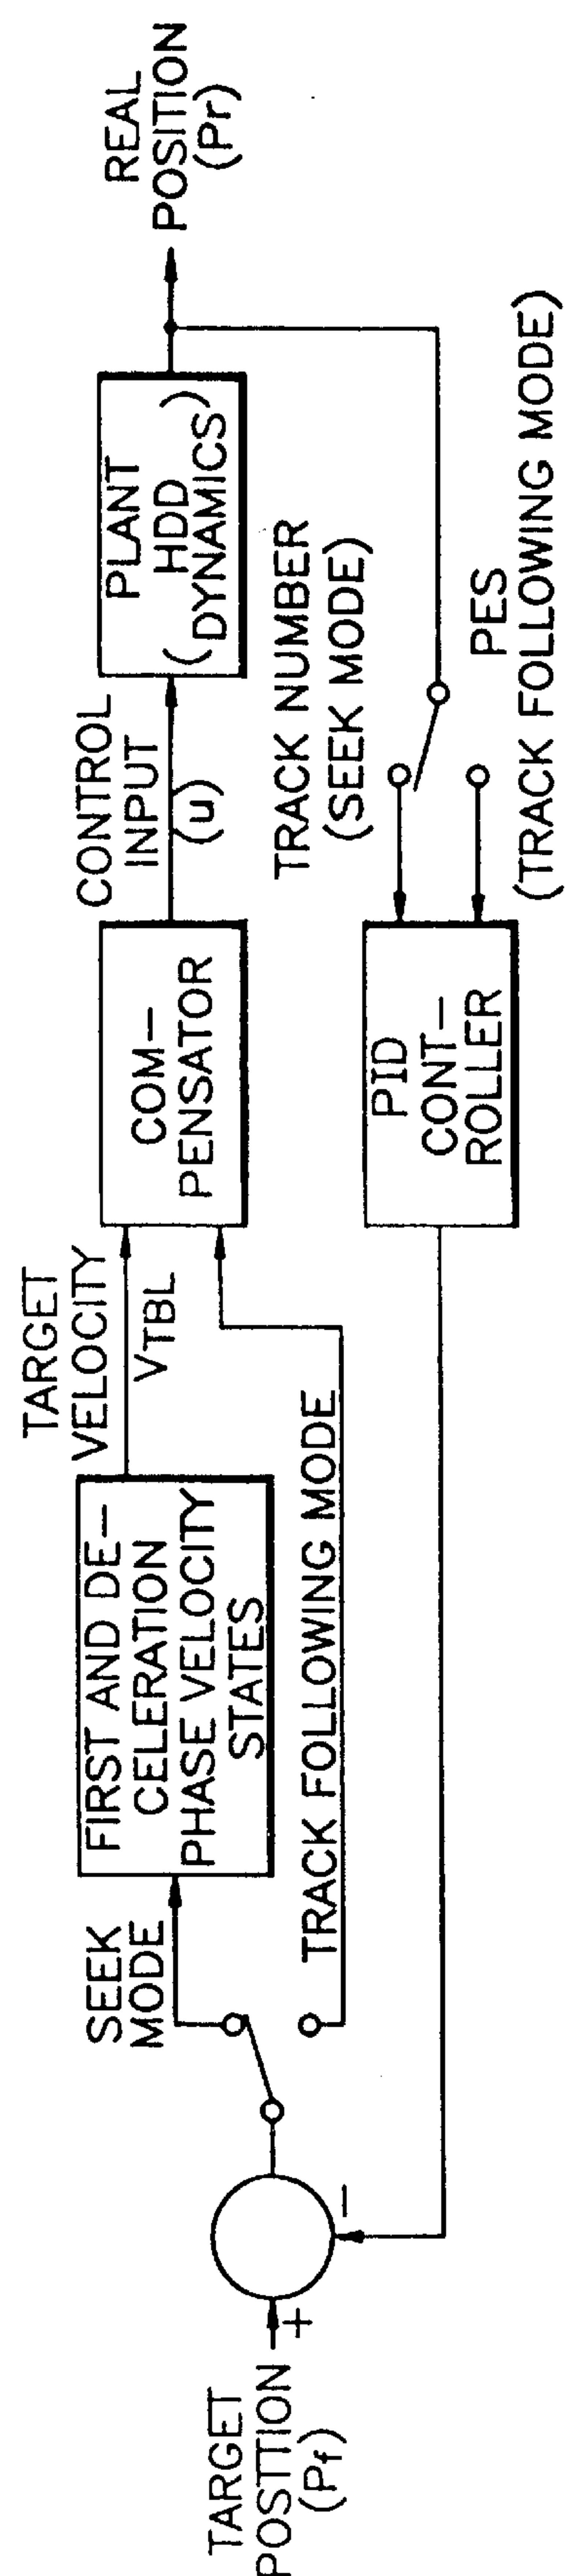 TARGET
POSITION
(Pf)
+
−
SEEK
MODE
FIRST AND DE−
CELERATION
PHASE VELOCITY
STATES
TRACK FOLLOWING MODE
TARGET
VELOCITY
VTBL
COM−
PENSATOR
CONTROL
INPUT
(u)
PLANT
HDD
(DYNAMICS)
REAL
POSITION
(Pr)
TRACK NUMBER
(SEEK MODE)
PID
CONT−
ROLLER
PES
(TRACK FOLLOWING MODE)